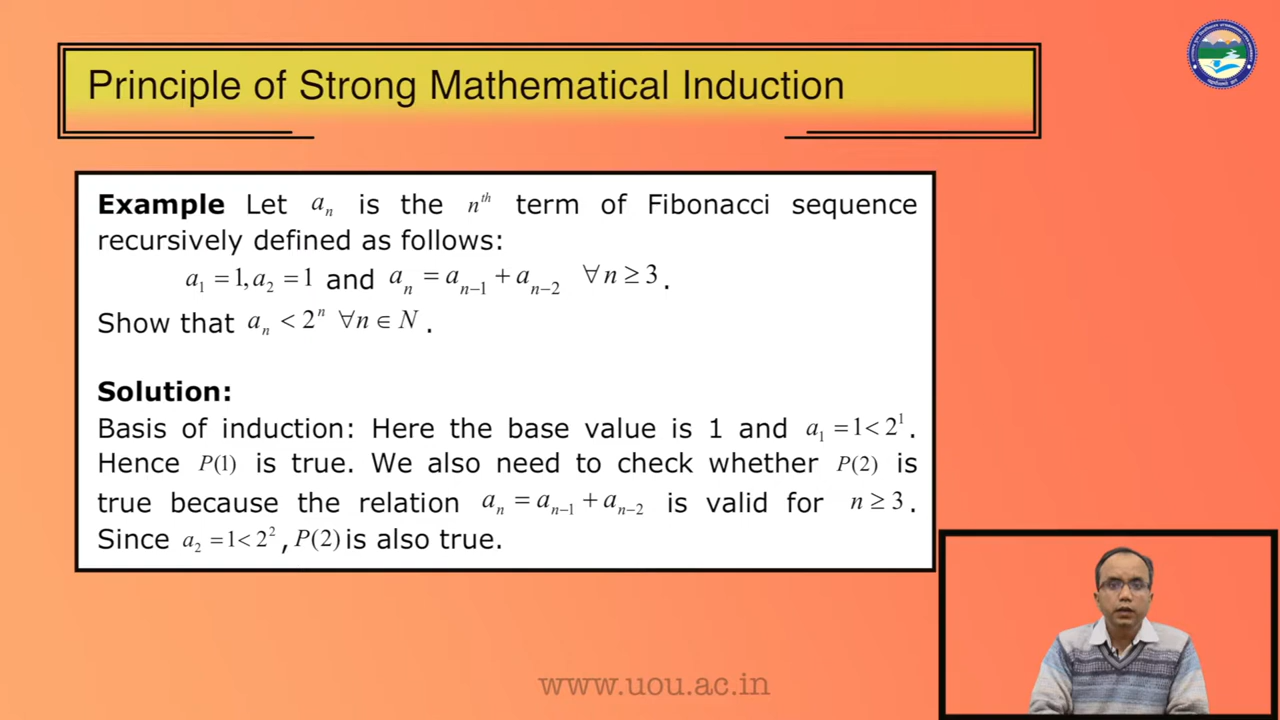 Principle of Strong Mathematical Induction
Example Let aₙ is the nᵗʰ term of Fibonacci sequence
recursively defined as follows:
a₁ = 1, a₂ = 1 and aₙ = aₙ₋₁ + aₙ₋₂ ∀n ≥ 3 .
Show that aₙ < 2ⁿ ∀n ∈ N .
Solution:
Basis of induction: Here the base value is 1 and a₁ = 1 < 2¹ .
Hence P(1) is true. We also need to check whether P(2) is
true because the relation aₙ = aₙ₋₁ + aₙ₋₂ is valid for n ≥ 3 .
Since a₂ = 1 < 2² , P(2) is also true.
www.uou.ac.in